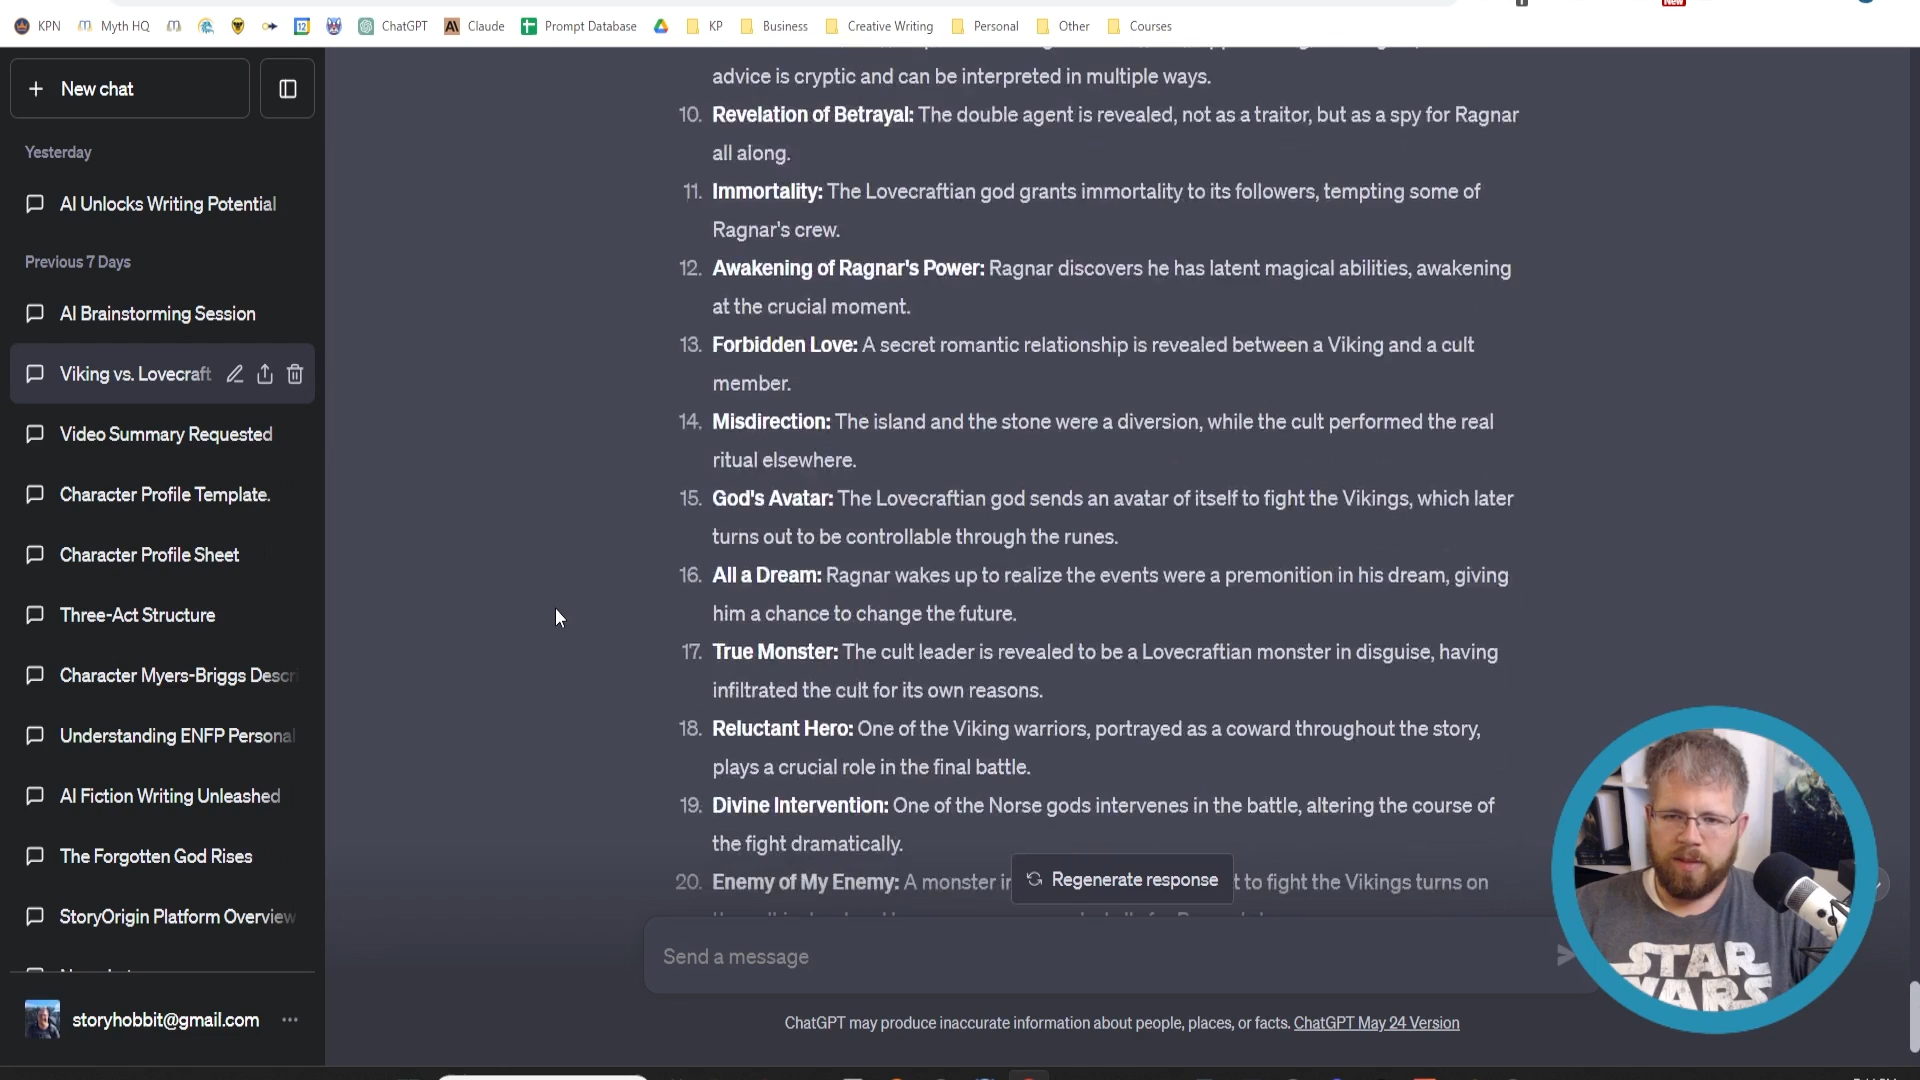 KPN Myth HQ ChatGPT Claude Prompt Database KP Business Creative Writing Personal Other Courses
New
12
New chat
Yesterday
AI Unlocks Writing Potential
Previous 7 Days
AI Brainstorming Session
Viking vs. Lovecraft
Video Summary Requested
Character Profile Template.
Character Profile Sheet
Three-Act Structure
Character Myers-Briggs Descri
Understanding ENFP Personal
AI Fiction Writing Unleashed
The Forgotten God Rises
StoryOrigin Platform Overview
storyhobbit@gmail.com
advice is cryptic and can be interpreted in multiple ways.
10. Revelation of Betrayal: The double agent is revealed, not as a traitor, but as a spy for Ragnar
all along.
11. Immortality: The Lovecraftian god grants immortality to its followers, tempting some of
Ragnar's crew.
12. Awakening of Ragnar's Power: Ragnar discovers he has latent magical abilities, awakening
at the crucial moment.
13. Forbidden Love: A secret romantic relationship is revealed between a Viking and a cult
member.
14. Misdirection: The island and the stone were a diversion, while the cult performed the real
ritual elsewhere.
15. God's Avatar: The Lovecraftian god sends an avatar of itself to fight the Vikings, which later
turns out to be controllable through the runes.
16. All a Dream: Ragnar wakes up to realize the events were a premonition in his dream, giving
him a chance to change the future.
17. True Monster: The cult leader is revealed to be a Lovecraftian monster in disguise, having
infiltrated the cult for its own reasons.
18. Reluctant Hero: One of the Viking warriors, portrayed as a coward throughout the story,
plays a crucial role in the final battle.
19. Divine Intervention: One of the Norse gods intervenes in the battle, altering the course of
the fight dramatically.
20. Enemy of My Enemy: A monster in
Regenerate response
to fight the Vikings turns on
Send a message
ChatGPT may produce inaccurate information about people, places, or facts. ChatGPT May 24 Version
STAR
WARS